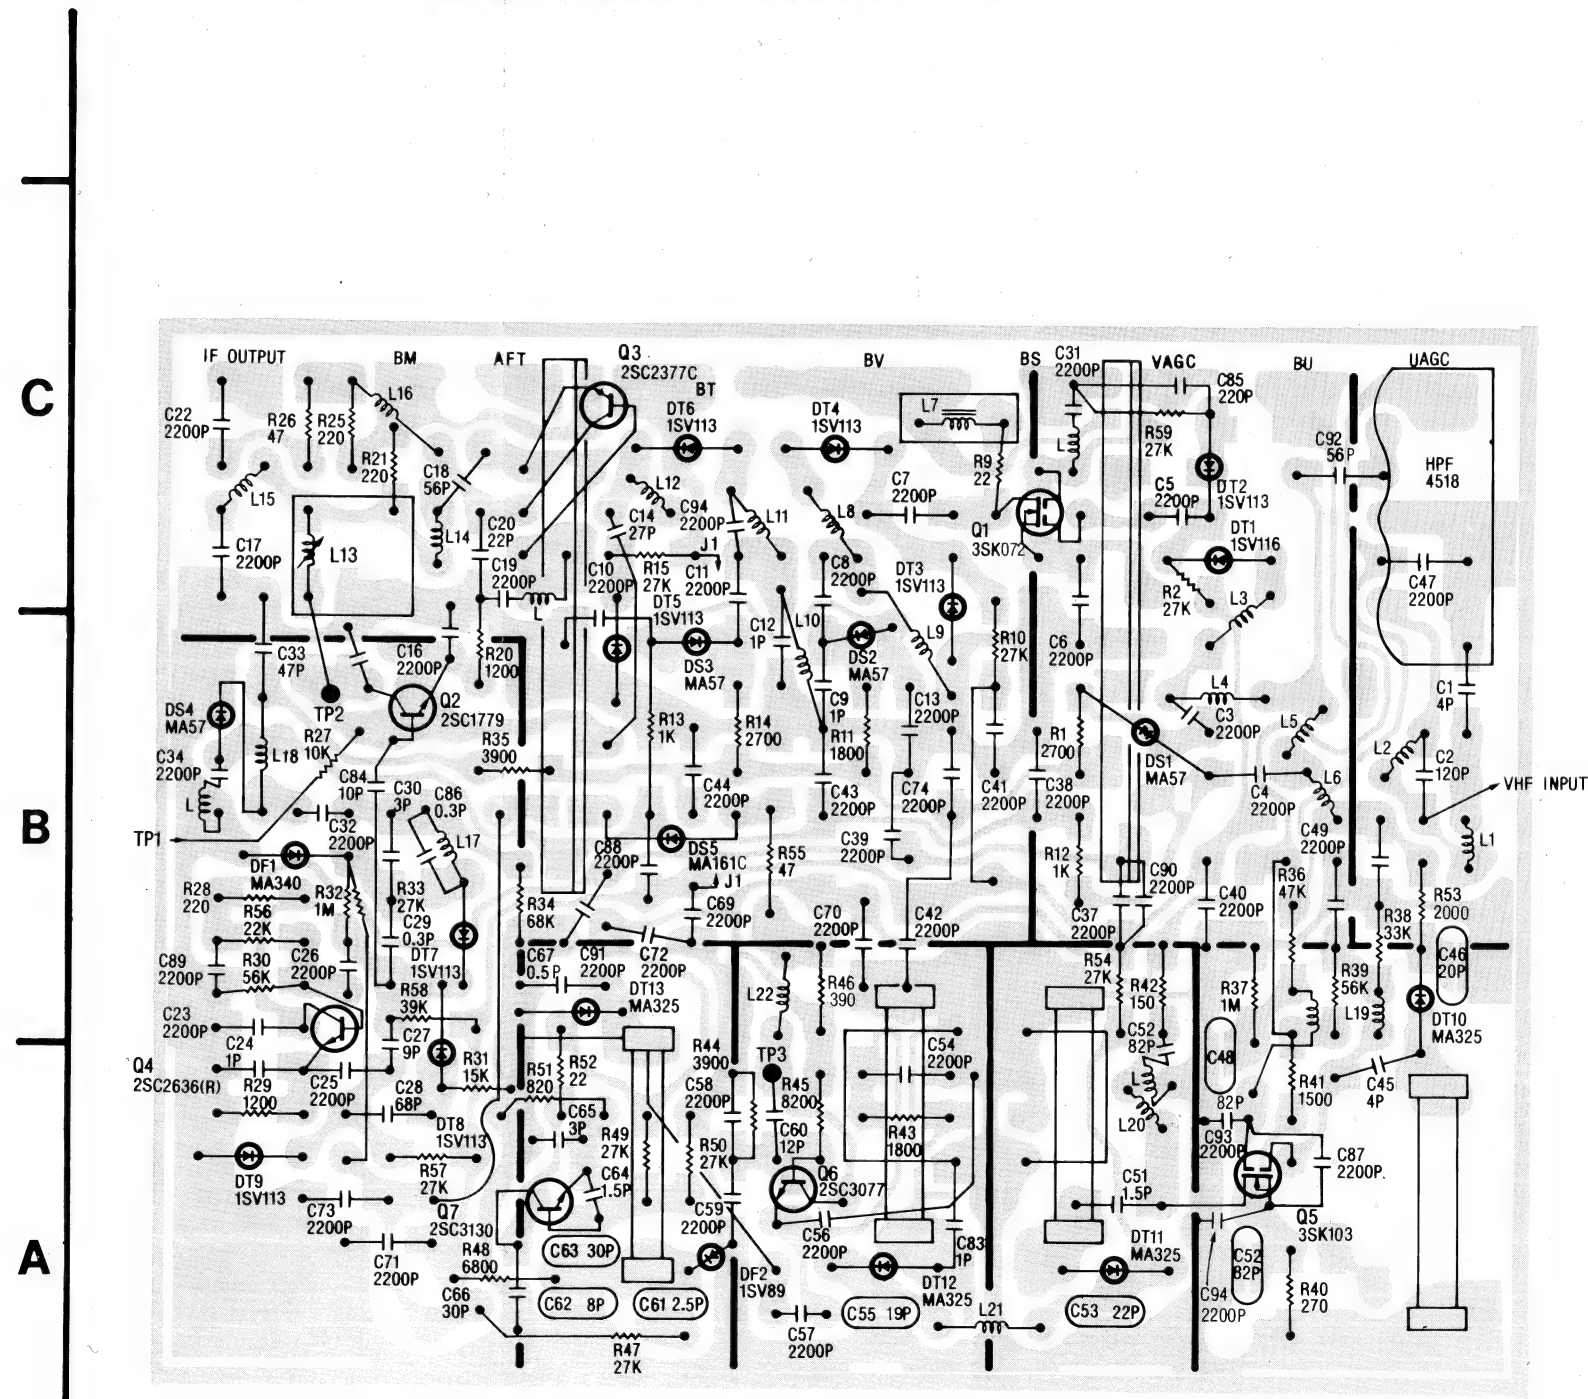 C
B
A
IF OUTPUT
BM
AFT
Q3
2SC2377C
BT
BV
BS
C31
2200P
VAGC
BU
UAGC
C22
2200P
R26
47
R25
220
L16
DT6
1SV113
DT4
1SV113
L7
C85
220P
R59
27K
L
C92
56P
HPF
4518
R21
220
C18
56P
L15
L12
C94
2200P
C7
2200P
R9
22
C5
2200P
DT2
1SV113
C17
2200P
L13
L14
C20
22P
C14
27P
J1
L11
L8
Q1
3SK072
DT1
1SV116
C19
2200P
C10
2200P
R15
27K
C11
2200P
C8
2200P
DT3
1SV113
R2
27K
L3
C47
2200P
L
DT5
1SV113
C12
1P
L10
L9
C33
47P
C16
2200P
R20
1200
DS3
MA57
DS2
MA57
R10
27K
C6
2200P
DS4
MA57
TP2
Q2
2SC1779
R13
1K
R14
2700
C9
1P
C13
2200P
R11
1800
R1
2700
L4
C3
2200P
C1
4P
L5
R27
10K
R35
3900
C34
2200P
L18
C84
10P
C30
3P
C86
0.3P
C44
2200P
C43
2200P
C74
2200P
C41
2200P
C38
2200P
DS1
MA57
C4
2200P
L6
L2
C2
120P
VHF INPUT
L
TP1
C32
2200P
L17
C88
2200P
DS5
MA161C
R55
47
C39
2200P
R12
1K
C49
2200P
L1
DF1
MA340
R28
220
R32
1M
R33
27K
R34
68K
J1
C69
2200P
C70
2200P
C42
2200P
C37
2200P
C90
2200P
C40
2200P
R36
47K
R38
33K
R53
2000
R56
22K
C29
0.3P
C89
2200P
R30
56K
C26
2200P
DT7
1SV113
C67
0.5P
C91
2200P
C72
2200P
R54
27K
C46
20P
R58
39K
DT13
MA325
L22
R46
390
R42
150
R37
1M
R39
56K
L19
DT10
MA325
C23
2200P
C24
1P
C27
9P
C52
82P
C48
Q4
2SC2636(R)
R29
1200
C25
2200P
C28
68P
R31
15K
R51
820
R52
22
R44
3900
TP3
C58
2200P
R45
8200
C54
2200P
L
R41
1500
C45
4P
82P
DT8
1SV113
C65
3P
R49
27K
R50
27K
C60
12P
R43
1800
L20
C93
2200P
C87
2200P
DT9
1SV113
R57
27K
C64
1.5P
Q6
2SC3077
C51
1.5P
C73
2200P
Q7
2SC3130
C59
2200P
C56
2200P
C83
1P
Q5
3SK103
C71
2200P
R48
6800
C63 30P
DF2
1SV89
DT12
MA325
DT11
MA325
C52
82P
C66
30P
C62 8P
C61 2.5P
C55 19P
L21
C53 22P
C94
2200P
R40
270
R47
27K
C57
2200P